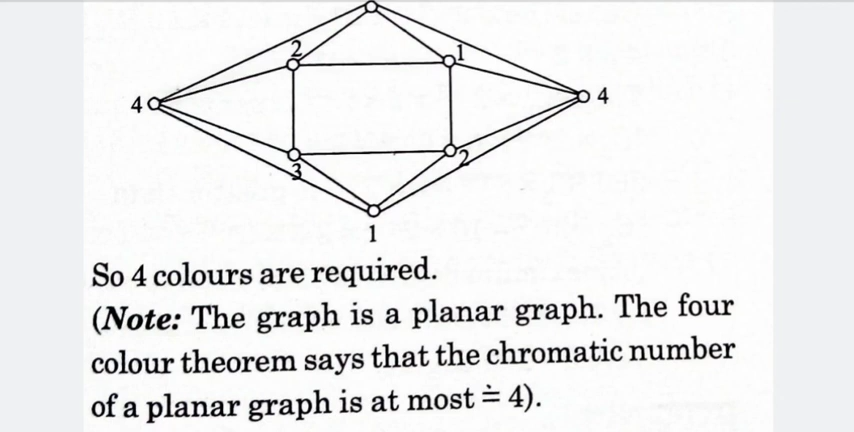 2
1
4
4
3
2
1
So 4 colours are required.
(Note: The graph is a planar graph. The four
colour theorem says that the chromatic number
of a planar graph is at most = 4).